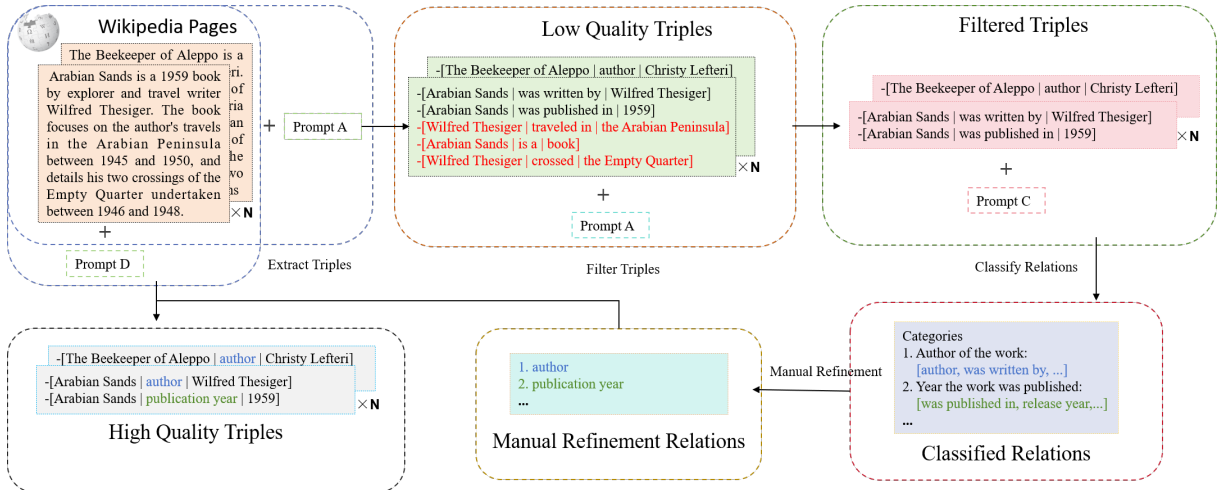 Wikipedia Pages
The Beekeeper of Aleppo is a
eri.
of
ria
an
of
he
wo
ns
Arabian Sands is a 1959 book
by explorer and travel writer
Wilfred Thesiger. The book
focuses on the author's travels
in the Arabian Peninsula
between 1945 and 1950, and
details his two crossings of the
Empty Quarter undertaken
between 1946 and 1948.
×N
+
Prompt D
+
Prompt A
Extract Triples
Low Quality Triples
-[The Beekeeper of Aleppo | author | Christy Lefteri]
-[Arabian Sands | was written by | Wilfred Thesiger]
-[Arabian Sands | was published in | 1959]
-[Wilfred Thesiger | traveled in | the Arabian Peninsula]
-[Arabian Sands | is a | book]
-[Wilfred Thesiger | crossed | the Empty Quarter]
×N
+
Prompt A
Filter Triples
Filtered Triples
-[The Beekeeper of Aleppo | author | Christy Lefteri]
-[Arabian Sands | was written by | Wilfred Thesiger]
-[Arabian Sands | was published in | 1959]
×N
+
Prompt C
Classify Relations
Categories
1. Author of the work:
[author, was written by, ...]
2. Year the work was published:
[was published in, release year,...]
...
Classified Relations
Manual Refinement
1. author
2. publication year
...
Manual Refinement Relations
-[The Beekeeper of Aleppo | author | Christy Lefteri]
-[Arabian Sands | author | Wilfred Thesiger]
-[Arabian Sands | publication year | 1959]
×N
High Quality Triples